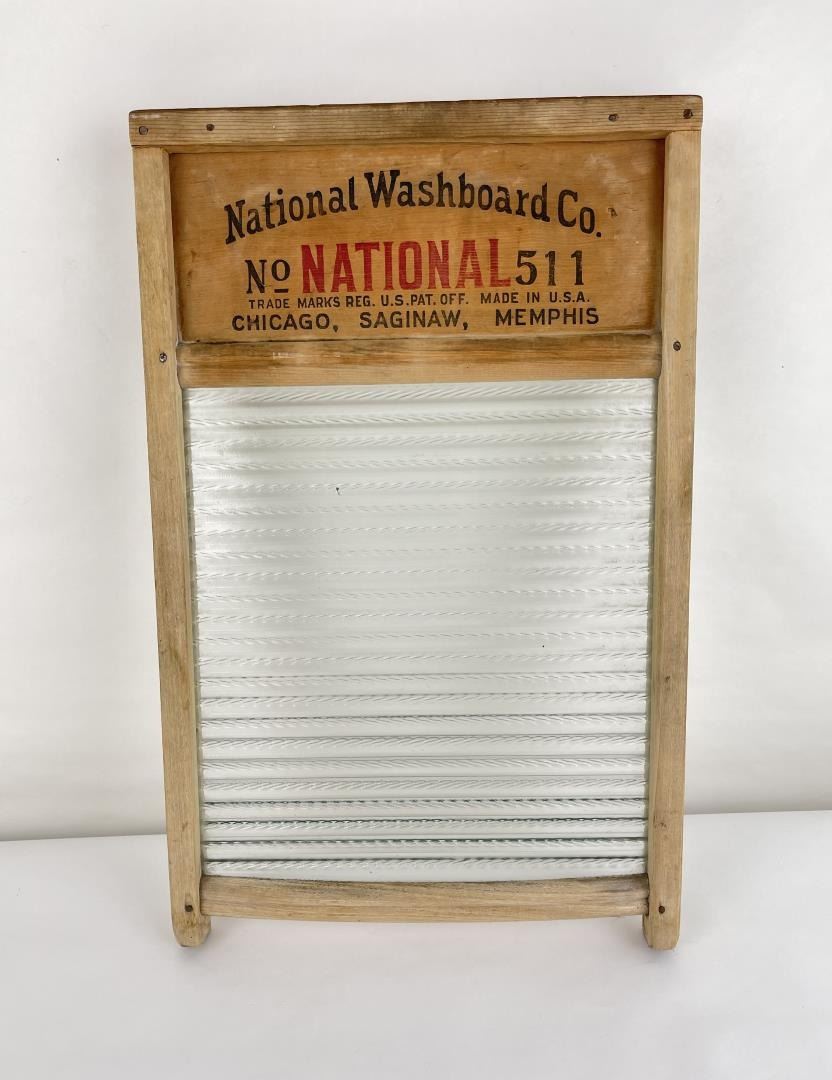 National Washboard Co.
No NATIONAL 511
TRADE MARKS REG. U.S. PAT. OFF. MADE IN U.S.A.
CHICAGO, SAGINAW, MEMPHIS